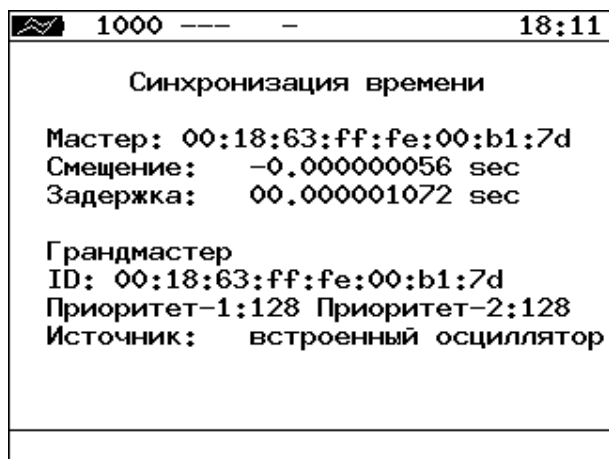 1000 --- - 18:11
Синхронизация времени
Мастер: 00:18:63:ff:fe:00:b1:7d
Смещение: -0.000000056 sec
Задержка: 00.000001072 sec
Грандмастер
ID: 00:18:63:ff:fe:00:b1:7d
Приоритет-1:128 Приоритет-2:128
Источник: встроенный осциллятор